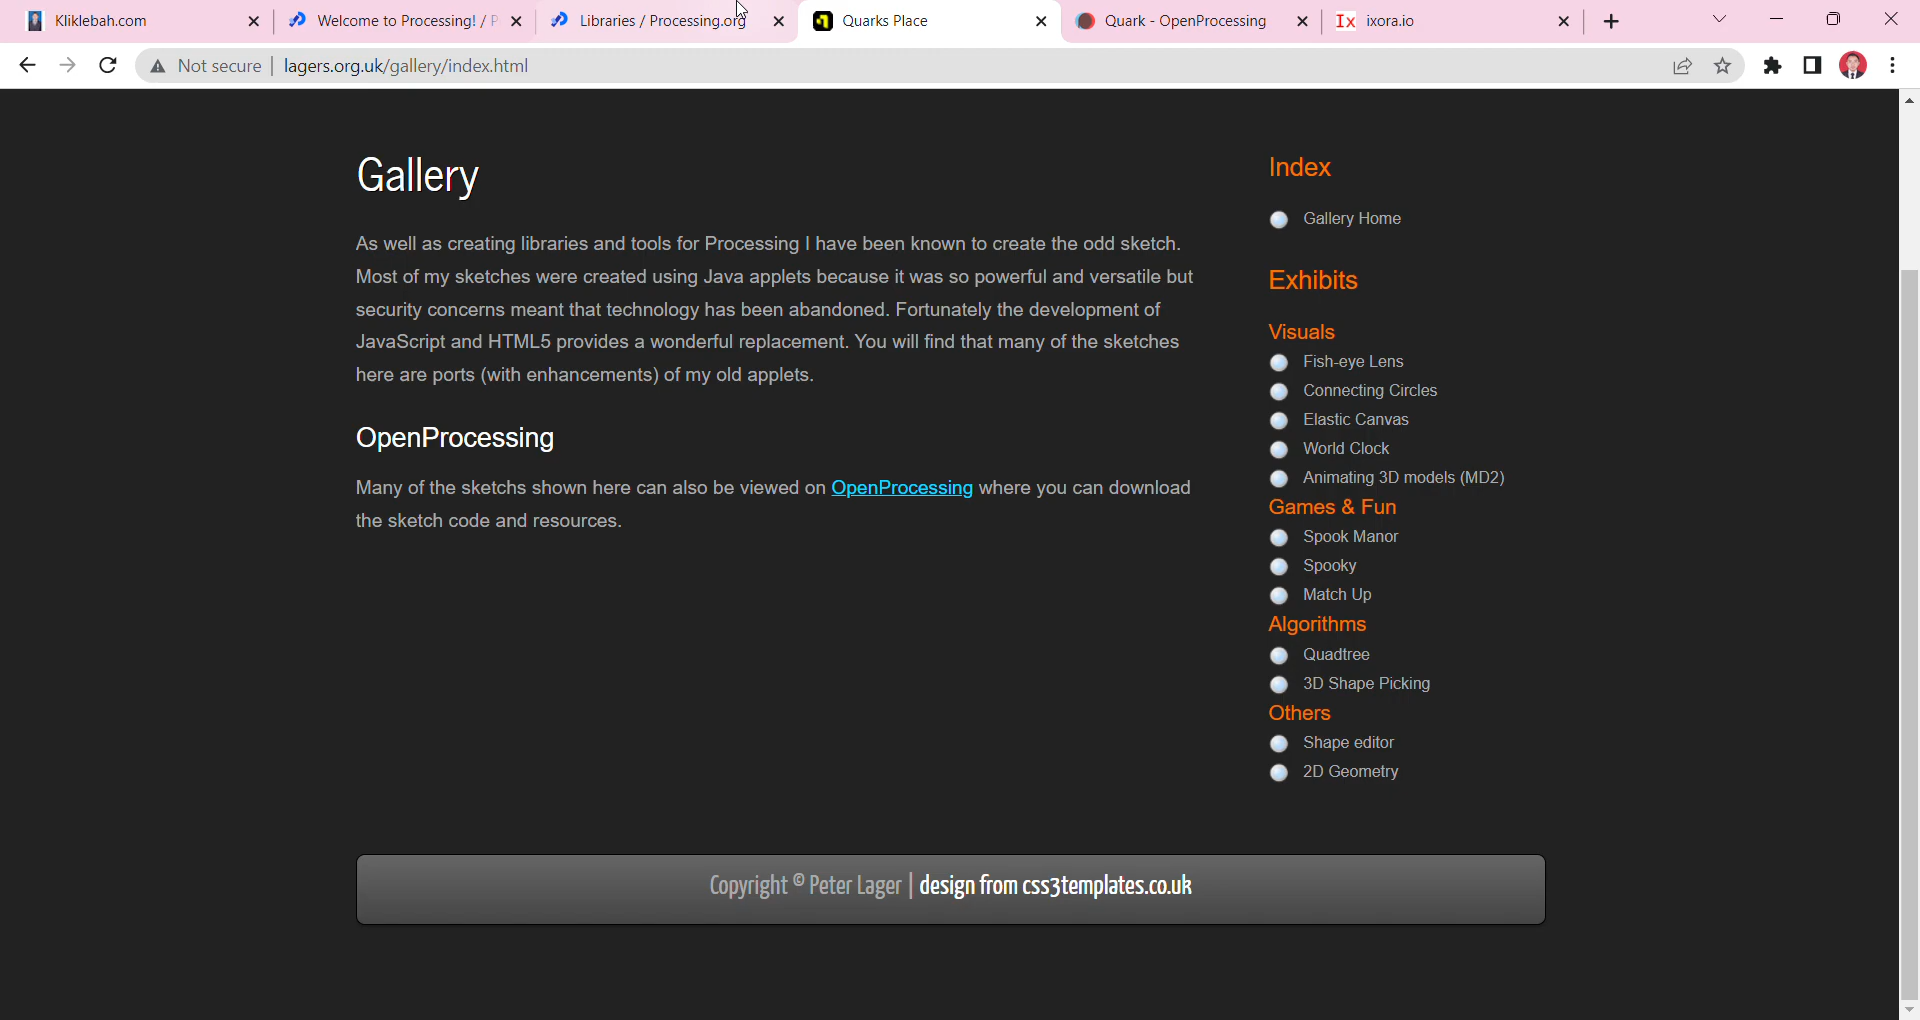 Kliklebah.com
Welcome to Processing! / P
Libraries / Processing.org
Quarks Place
Quark - OpenProcessing
Ix ixora.io
Not secure | lagers.org.uk/gallery/index.html
Gallery
As well as creating libraries and tools for Processing I have been known to create the odd sketch.
Most of my sketches were created using Java applets because it was so powerful and versatile but
security concerns meant that technology has been abandoned. Fortunately the development of
JavaScript and HTML5 provides a wonderful replacement. You will find that many of the sketches
here are ports (with enhancements) of my old applets.
OpenProcessing
Many of the sketchs shown here can also be viewed on OpenProcessing where you can download
the sketch code and resources.
Index
Gallery Home
Exhibits
Visuals
Fish-eye Lens
Connecting Circles
Elastic Canvas
World Clock
Animating 3D models (MD2)
Games & Fun
Spook Manor
Spooky
Match Up
Algorithms
Quadtree
3D Shape Picking
Others
Shape editor
2D Geometry
Copyright © Peter Lager | design from css3templates.co.uk